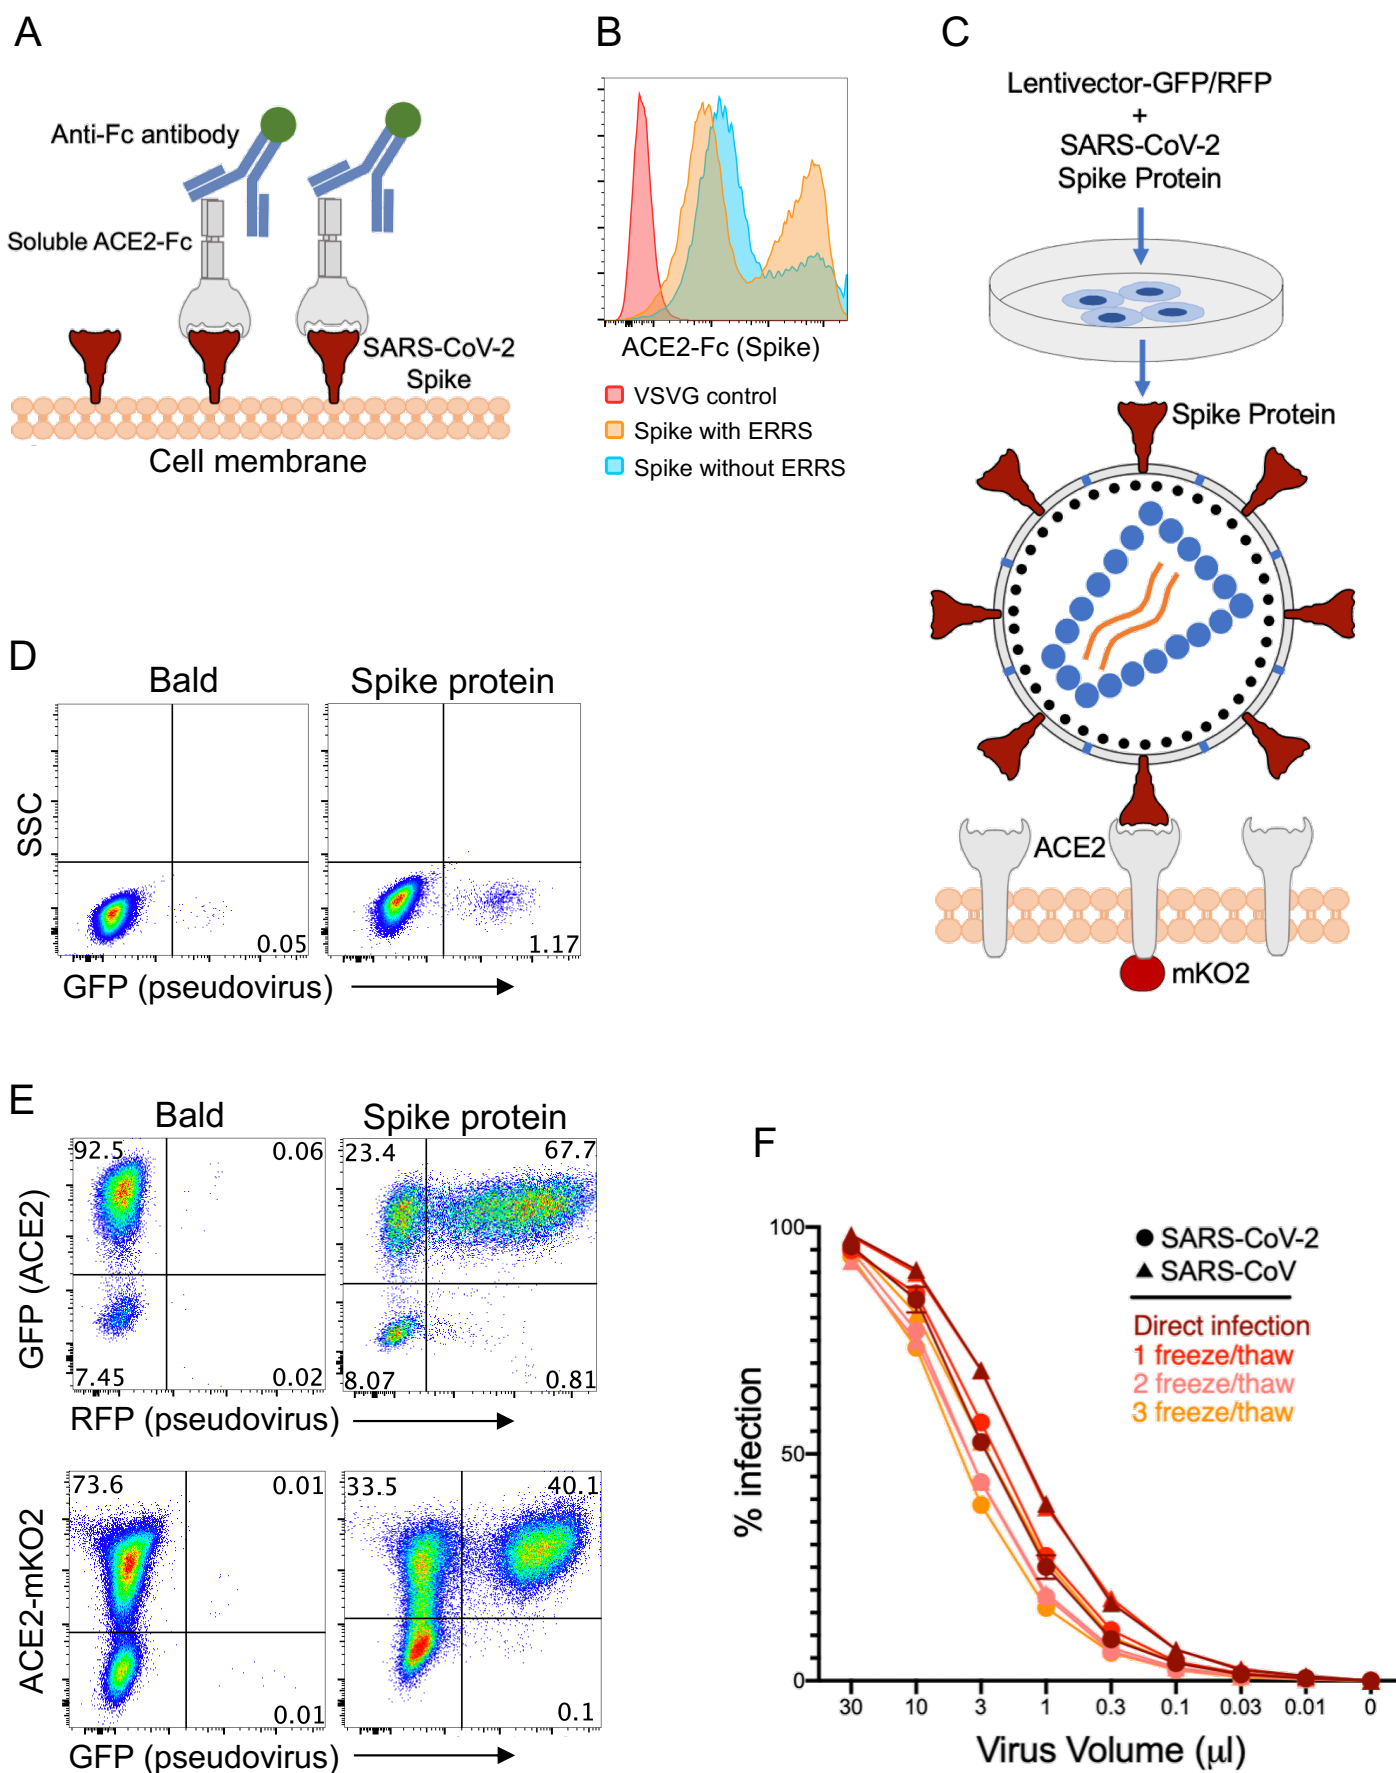 A
Anti-Fc antibody
Soluble ACE2-Fc
SARS-CoV-2
Spike
Cell membrane
B
ACE2-Fc (Spike)
VSVG control
Spike with ERRS
Spike without ERRS
C
Lentivector-GFP/RFP
+
SARS-CoV-2
Spike Protein
Spike Protein
ACE2
mKO2
D
Bald
Spike protein
SSC
0.05
1.17
GFP (pseudovirus)
E
Bald
Spike protein
GFP (ACE2)
92.5
0.06
7.45
0.02
23.4
67.7
8.07
0.81
RFP (pseudovirus)
ACE2-mKO2
73.6
0.01
0.01
33.5
40.1
0.1
GFP (pseudovirus)
F
% infection
100
50
0
SARS-CoV-2
SARS-CoV
Direct infection
1 freeze/thaw
2 freeze/thaw
3 freeze/thaw
30 10 3 1 0.3 0.1 0.03 0.01 0
Virus Volume (µl)